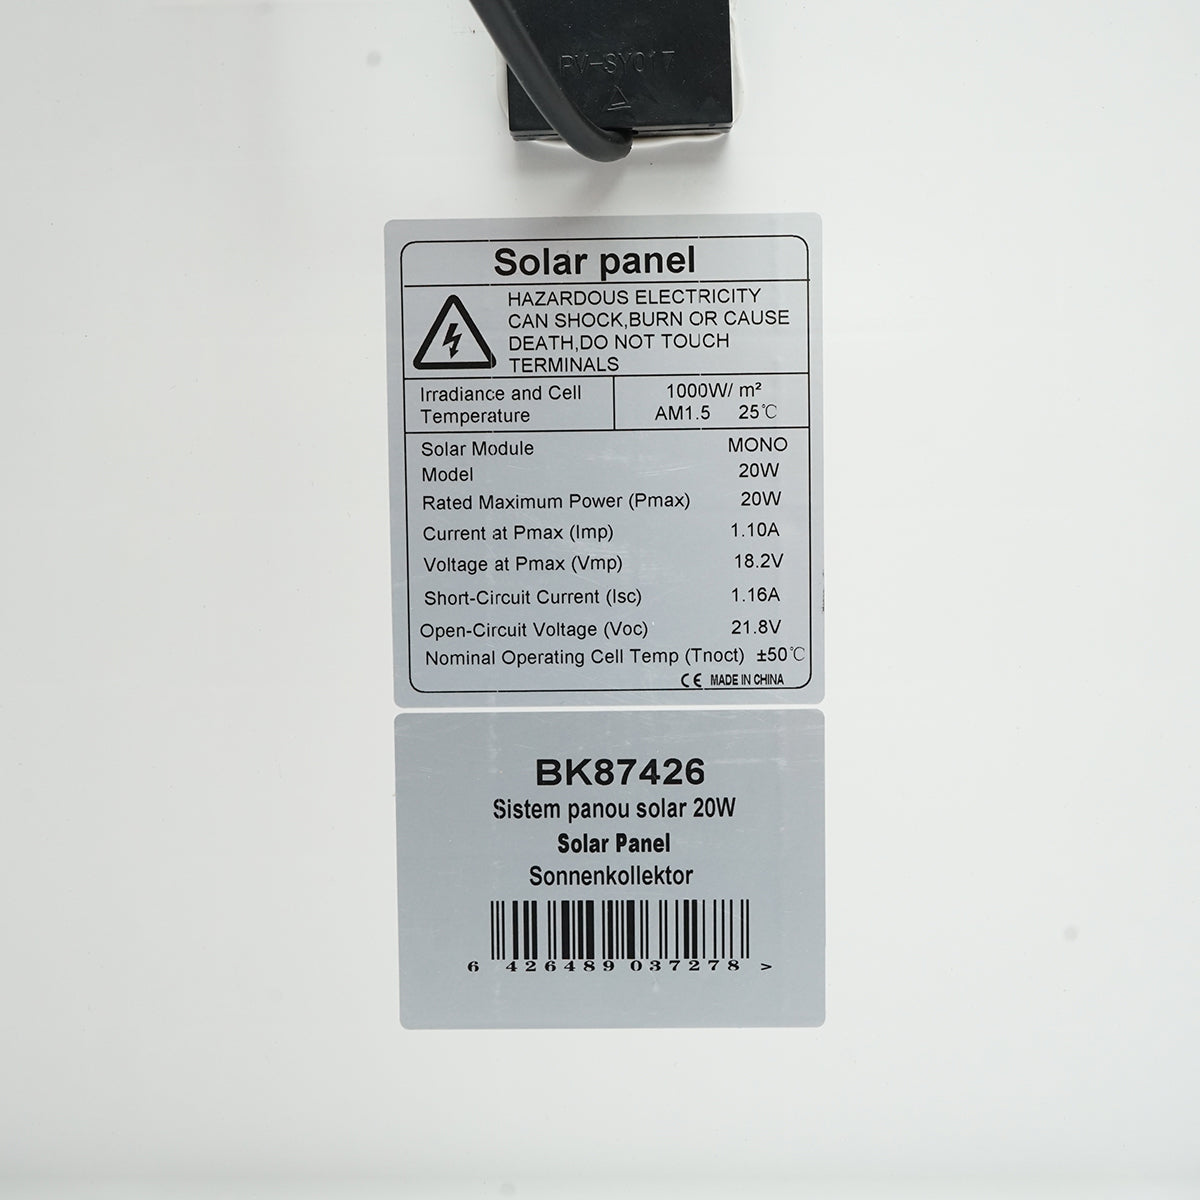 PV-SY017
Solar panel
HAZARDOUS ELECTRICITY
CAN SHOCK,BURN OR CAUSE
DEATH,DO NOT TOUCH
TERMINALS
Irradiance and Cell Temperature 1000W/ m² AM1.5 25℃
Solar Module MONO
Model 20W
Rated Maximum Power (Pmax) 20W
Current at Pmax (Imp) 1.10A
Voltage at Pmax (Vmp) 18.2V
Short-Circuit Current (Isc) 1.16A
Open-Circuit Voltage (Voc) 21.8V
Nominal Operating Cell Temp (Tnoct) ±50℃
CE MADE IN CHINA
BK87426
Sistem panou solar 20W
Solar Panel
Sonnenkollektor
6 426489 037278 >